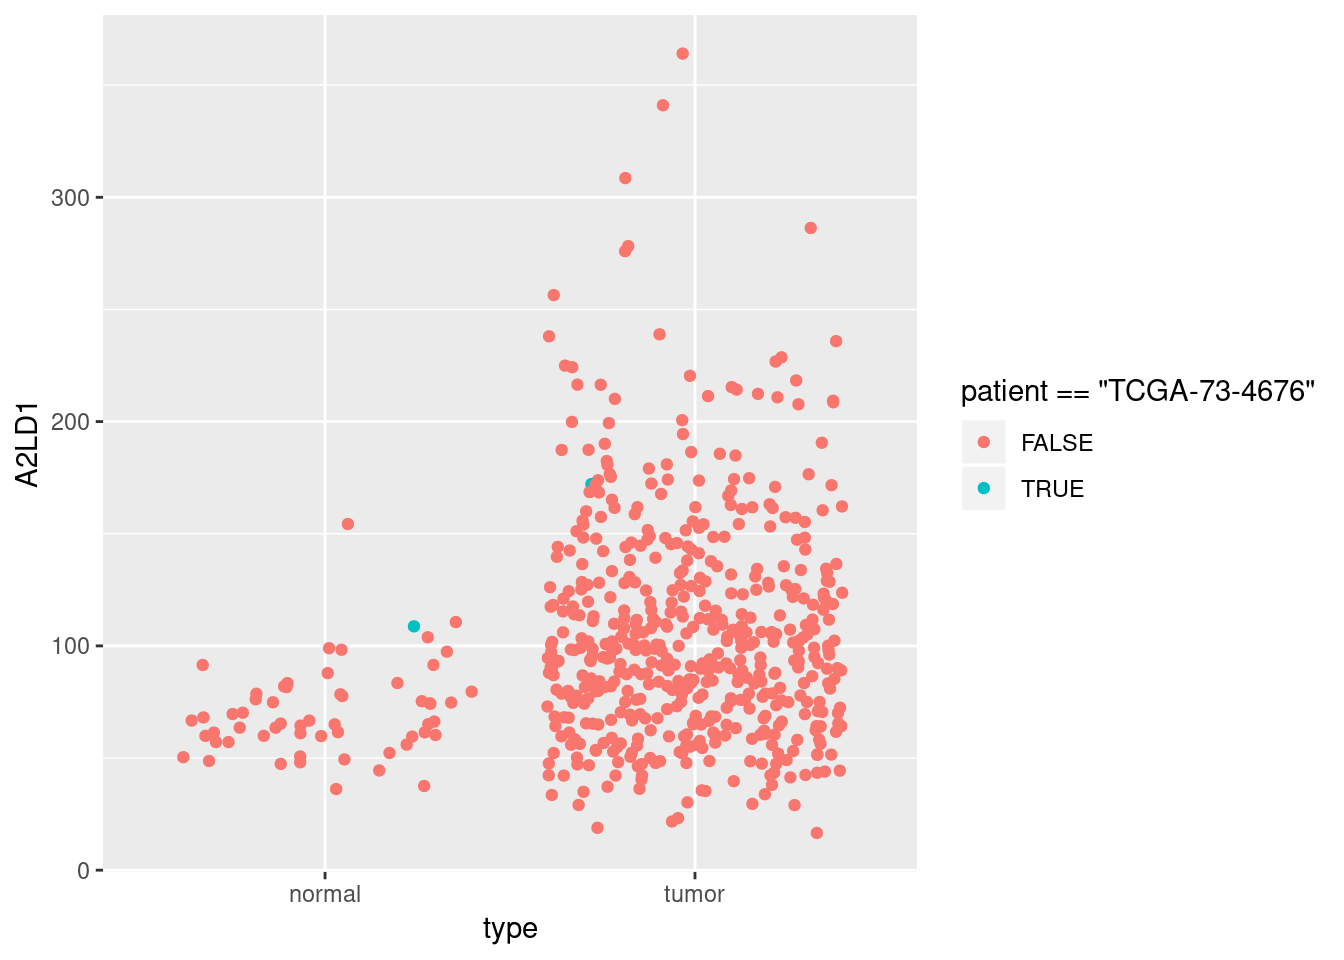 300
200
100
0
A2LD1
normal
tumor
type
patient == "TCGA-73-4676"
FALSE
TRUE